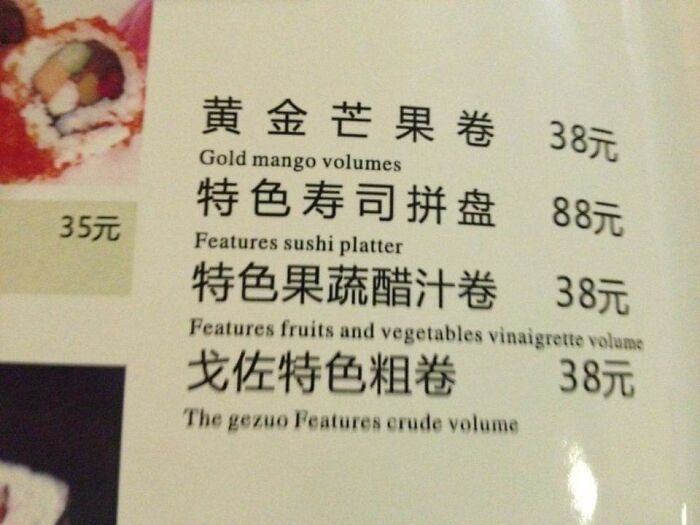 黄金芒果卷 38元
Gold mango volumes
特色寿司拼盘 88元
Features sushi platter
35元
特色果蔬醋汁卷 38元
Features fruits and vegetables vinaigrette volume
戈佐特色粗卷 38元
The gezuo Features crude volume